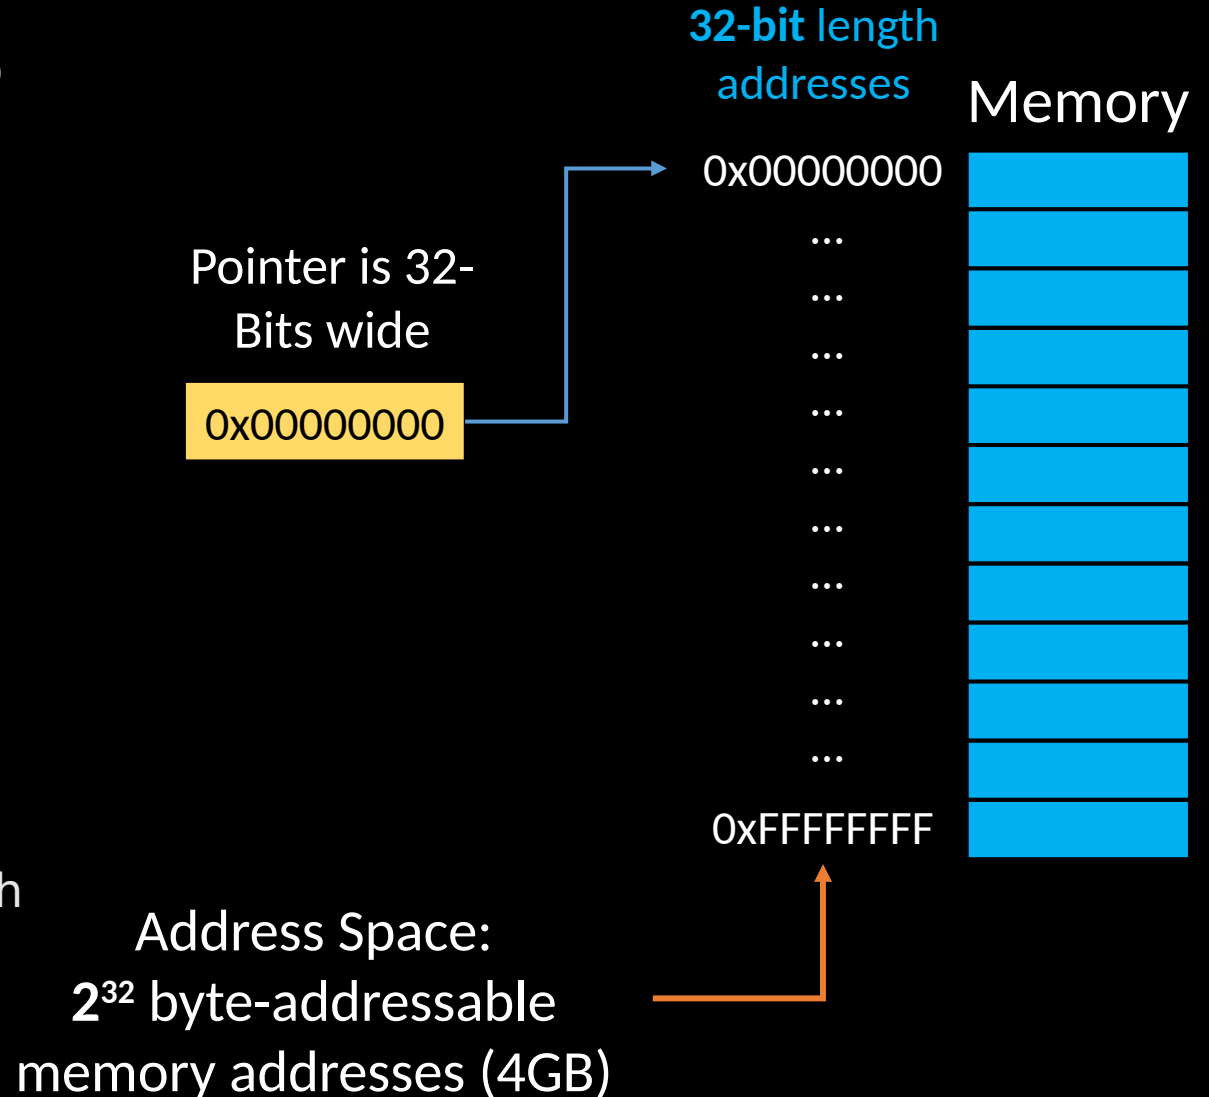 32-bit length
addresses
Memory
0x00000000
...
...
...
...
...
...
...
...
...
...
0xFFFFFFFF
Pointer is 32-
Bits wide
0x00000000
h
Address Space:
2³² byte-addressable
memory addresses (4GB)